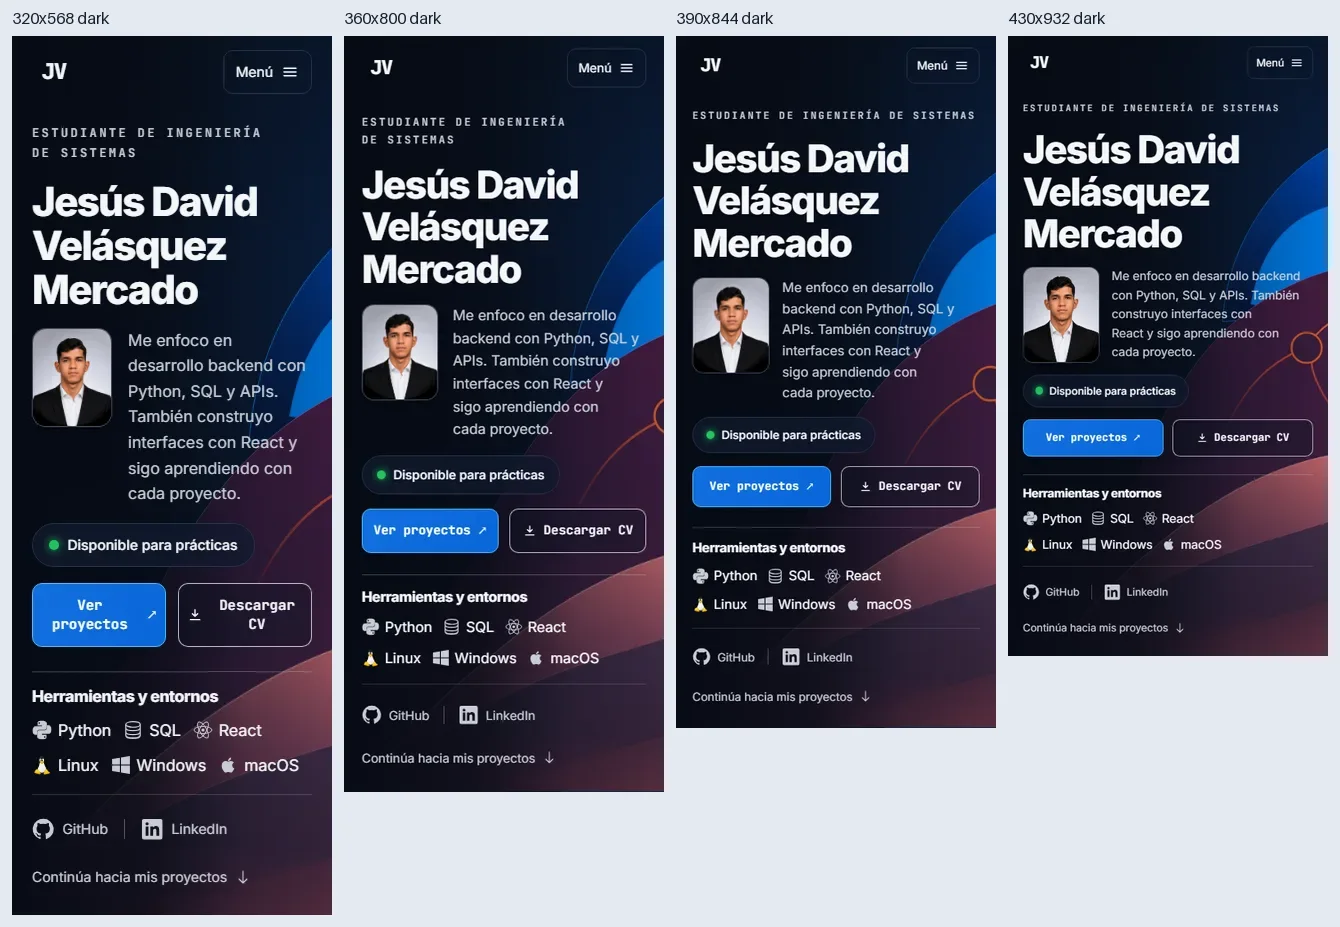 320x568 dark
JV
Menú
ESTUDIANTE DE INGENIERÍA
DE SISTEMAS
Jesús David
Velásquez
Mercado
Me enfoco en
desarrollo backend con
Python, SQL y APIs.
También construyo
interfaces con React y
sigo aprendiendo con
cada proyecto.
Disponible para prácticas
Ver
proyectos ↗
Descargar
CV
Herramientas y entornos
Python SQL React
Linux Windows macOS
GitHub LinkedIn
Continúa hacia mis proyectos ↓
360x800 dark
JV
Menú
ESTUDIANTE DE INGENIERÍA
DE SISTEMAS
Jesús David
Velásquez
Mercado
Me enfoco en desarrollo
backend con Python, SQL y
APIs. También construyo
interfaces con React y
sigo aprendiendo con
cada proyecto.
Disponible para prácticas
Ver proyectos ↗
Descargar CV
Herramientas y entornos
Python SQL React
Linux Windows macOS
GitHub LinkedIn
Continúa hacia mis proyectos ↓
390x844 dark
JV
Menú
ESTUDIANTE DE INGENIERÍA DE SISTEMAS
Jesús David
Velásquez
Mercado
Me enfoco en desarrollo
backend con Python, SQL y
APIs. También construyo
interfaces con React y
sigo aprendiendo con
cada proyecto.
Disponible para prácticas
Ver proyectos ↗
Descargar CV
Herramientas y entornos
Python SQL React
Linux Windows macOS
GitHub LinkedIn
Continúa hacia mis proyectos ↓
430x932 dark
JV
Menú
ESTUDIANTE DE INGENIERÍA DE SISTEMAS
Jesús David
Velásquez
Mercado
Me enfoco en desarrollo backend
con Python, SQL y APIs. También
construyo interfaces con
React y sigo aprendiendo con
cada proyecto.
Disponible para prácticas
Ver proyectos ↗
Descargar CV
Herramientas y entornos
Python SQL React
Linux Windows macOS
GitHub LinkedIn
Continúa hacia mis proyectos ↓